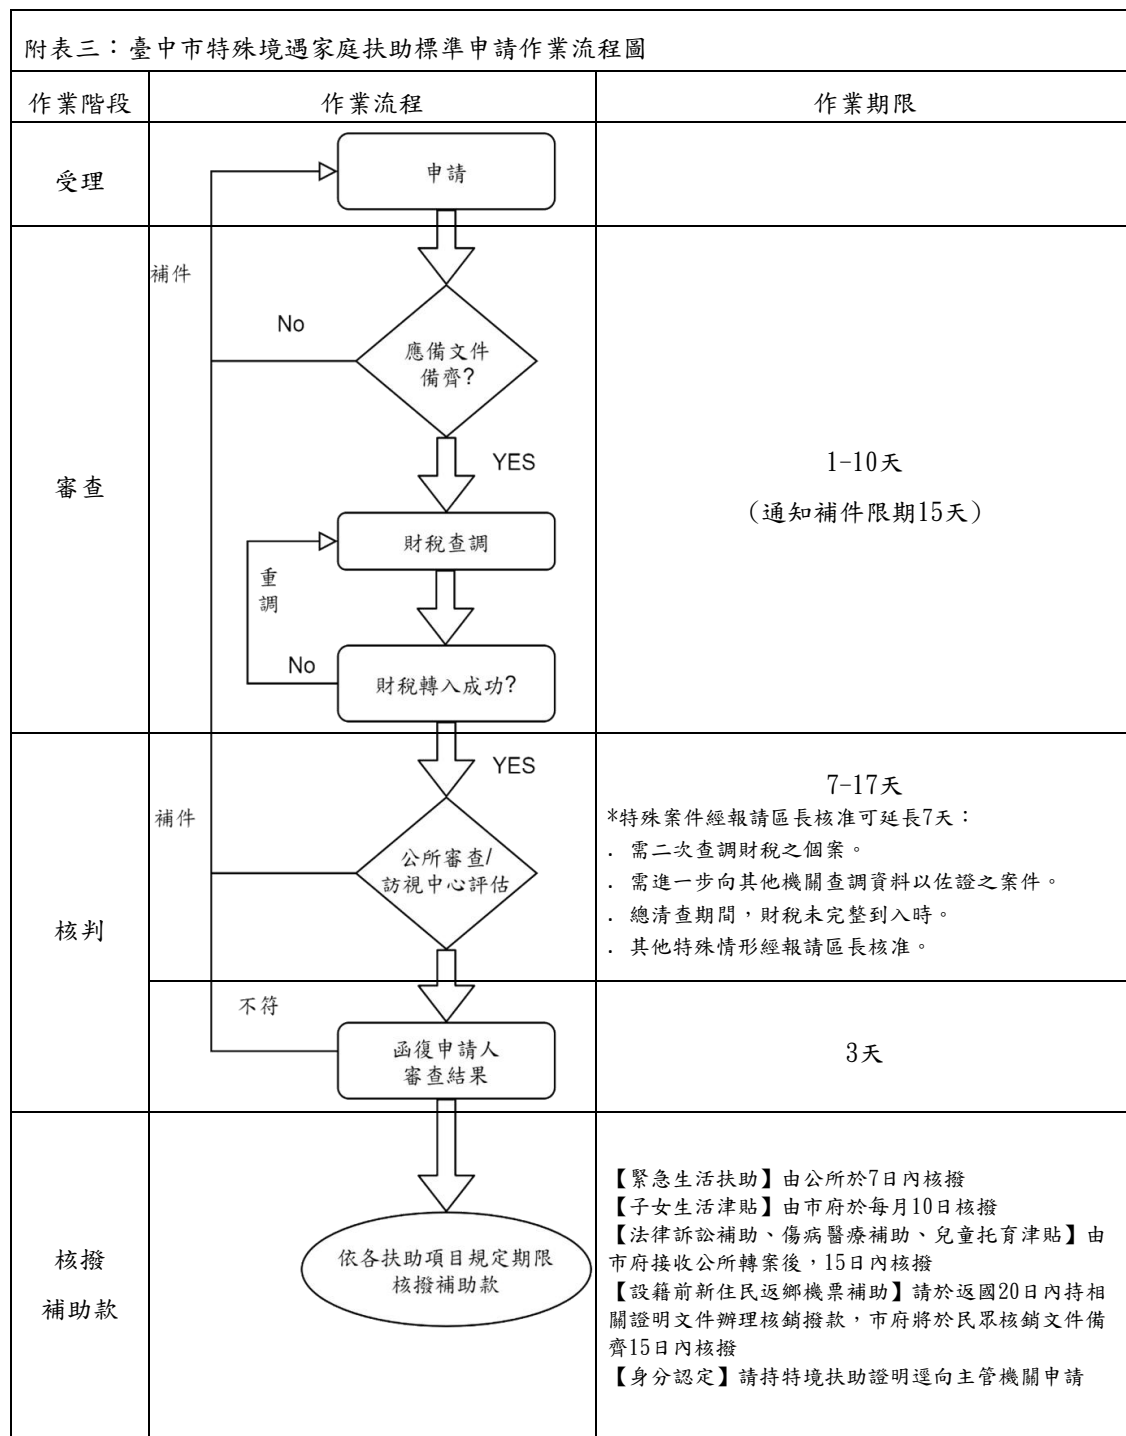 附表三：臺中市特殊境遇家庭扶助標準申請作業流程圖
作業階段
作業流程
作業期限
受理
申請
補件
No
應備文件
備齊?
YES
審查
1-10天
（通知補件限期15天）
財稅查調
重
調
No
財稅轉入成功?
YES
補件
公所審查/
訪視中心評估
核判
7-17天
*特殊案件經報請區長核准可延長7天：
. 需二次查調財稅之個案。
. 需進一步向其他機關查調資料以佐證之案件。
. 總清查期間，財稅未完整到入時。
. 其他特殊情形經報請區長核准。
不符
函復申請人
審查結果
3天
核撥
補助款
依各扶助項目規定期限
核撥補助款
【緊急生活扶助】由公所於7日內核撥
【子女生活津貼】由市府於每月10日核撥
【法律訴訟補助、傷病醫療補助、兒童托育津貼】由
市府接收公所轉案後，15日內核撥
【設籍前新住民返鄉機票補助】請於返國20日內持相
關證明文件辦理核銷撥款，市府將於民眾核銷文件備
齊15日內核撥
【身分認定】請持特境扶助證明逕向主管機關申請